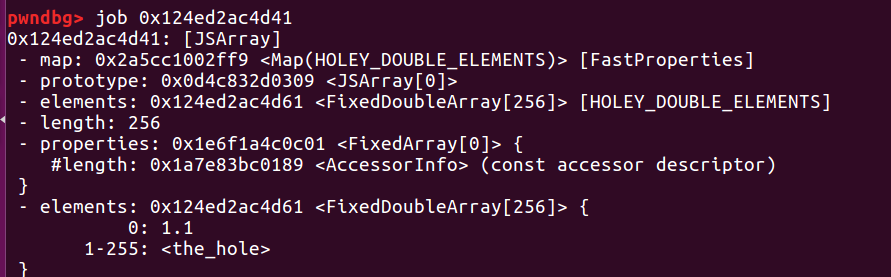 pwndbg> job 0x124ed2ac4d41
0x124ed2ac4d41: [JSArray]
 - map: 0x2a5cc1002ff9 <Map(HOLEY_DOUBLE_ELEMENTS)> [FastProperties]
 - prototype: 0x0d4c832d0309 <JSArray[0]>
 - elements: 0x124ed2ac4d61 <FixedDoubleArray[256]> [HOLEY_DOUBLE_ELEMENTS]
 - length: 256
 - properties: 0x1e6f1a4c0c01 <FixedArray[0]> {
    #length: 0x1a7e83bc0189 <AccessorInfo> (const accessor descriptor)
 }
 - elements: 0x124ed2ac4d61 <FixedDoubleArray[256]> {
           0: 1.1
       1-255: <the_hole>
 }